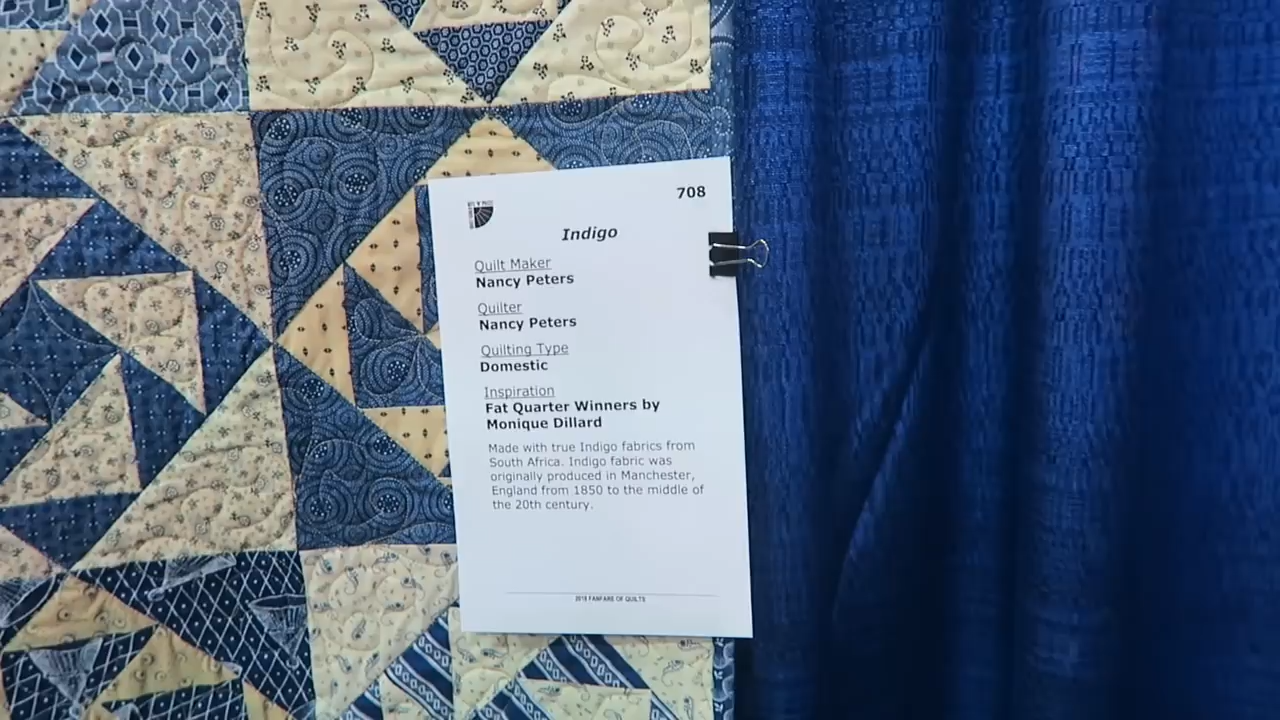 708
Indigo
Quilt Maker
Nancy Peters
Quilter
Nancy Peters
Quilting Type
Domestic
Inspiration
Fat Quarter Winners by
Monique Dillard
Made with true Indigo fabrics from
South Africa. Indigo fabric was
originally produced in Manchester,
England from 1850 to the middle of
the 20th century.
FANFARE OF QUILTS